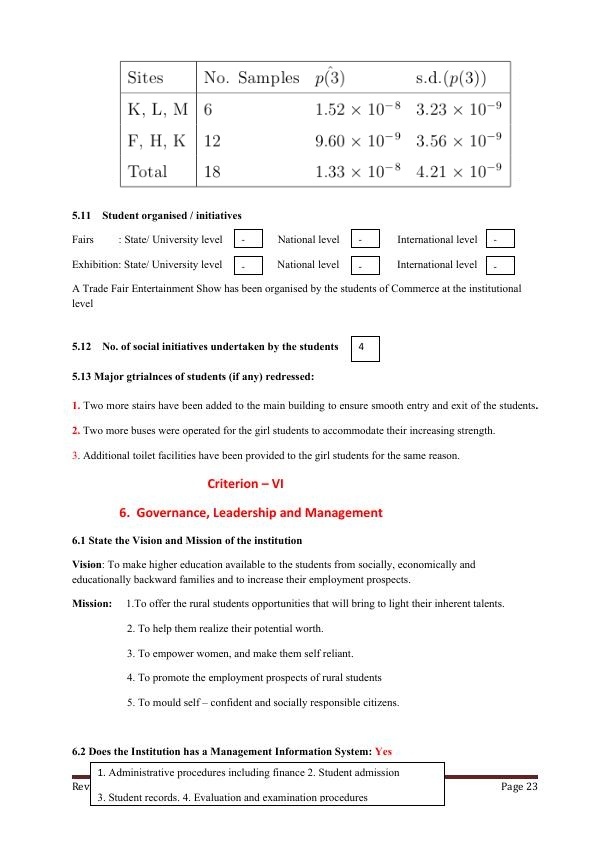 Sites No. Samples p̂(3) s.d.(p(3))
K, L, M 6 1.52 × 10⁻⁸ 3.23 × 10⁻⁹
F, H, K 12 9.60 × 10⁻⁹ 3.56 × 10⁻⁹
Total 18 1.33 × 10⁻⁸ 4.21 × 10⁻⁹
5.11 Student organised / initiatives
Fairs : State/ University level - National level - International level -
Exhibition: State/ University level - National level - International level -
A Trade Fair Entertainment Show has been organised by the students of Commerce at the institutional
level
5.12 No. of social initiatives undertaken by the students 4
5.13 Major gtrialnces of students (if any) redressed:
1. Two more stairs have been added to the main building to ensure smooth entry and exit of the students.
2. Two more buses were operated for the girl students to accommodate their increasing strength.
3. Additional toilet facilities have been provided to the girl students for the same reason.
Criterion – VI
6. Governance, Leadership and Management
6.1 State the Vision and Mission of the institution
Vision: To make higher education available to the students from socially, economically and
educationally backward families and to increase their employment prospects.
Mission: 1.To offer the rural students opportunities that will bring to light their inherent talents.
2. To help them realize their potential worth.
3. To empower women, and make them self reliant.
4. To promote the employment prospects of rural students
5. To mould self – confident and socially responsible citizens.
6.2 Does the Institution has a Management Information System: Yes
1. Administrative procedures including finance 2. Student admission
Rev Page 23
3. Student records. 4. Evaluation and examination procedures